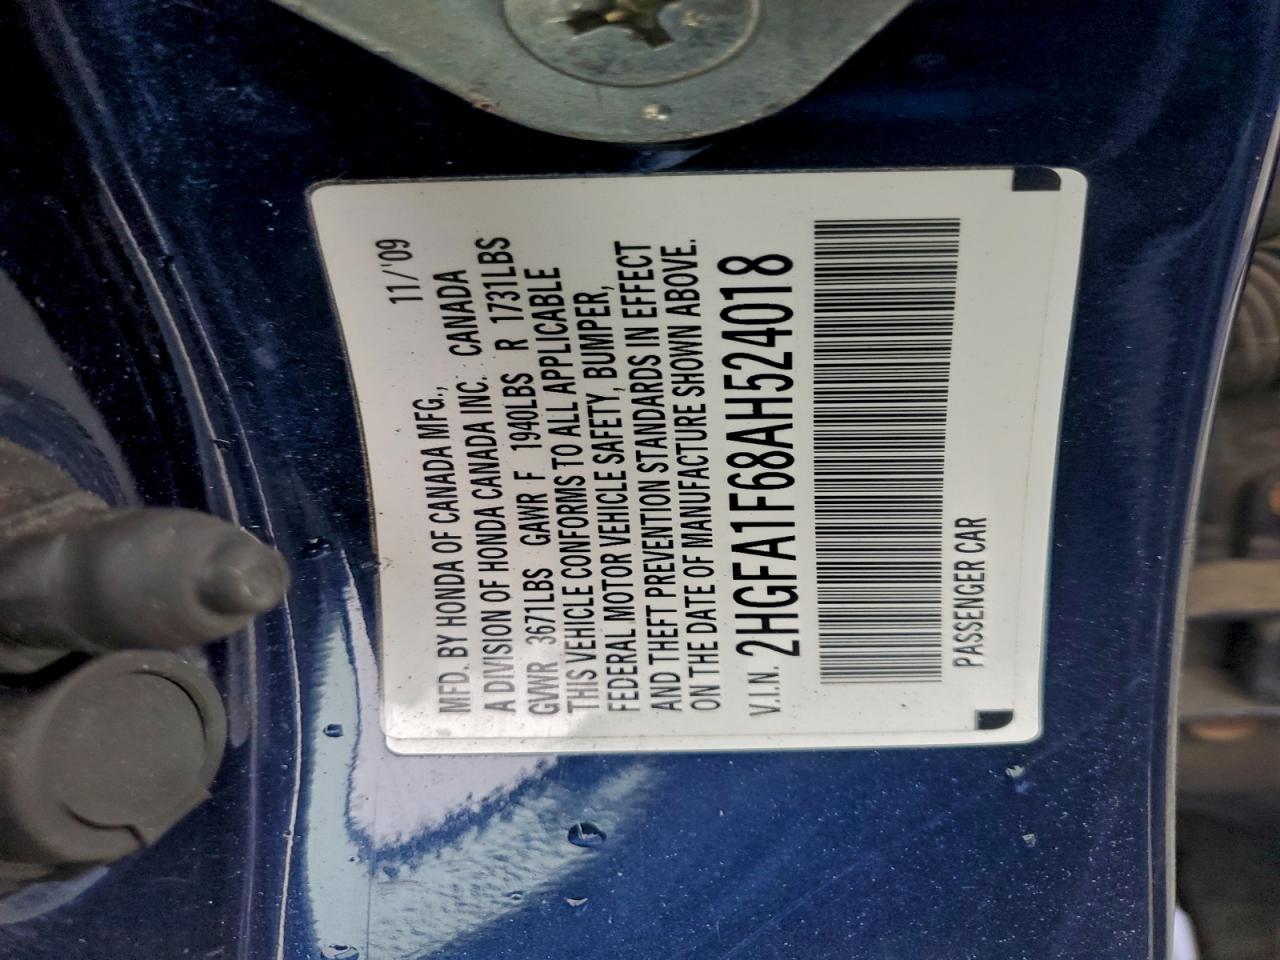 11/'09
MFD. BY HONDA OF CANADA MFG.,
A DIVISION OF HONDA CANADA INC. CANADA
GVWR 3671LBS GAWR F 1940LBS R 1731LBS
THIS VEHICLE CONFORMS TO ALL APPLICABLE
FEDERAL MOTOR VEHICLE SAFETY, BUMPER,
AND THEFT PREVENTION STANDARDS IN EFFECT
ON THE DATE OF MANUFACTURE SHOWN ABOVE.
V.I.N. 2HGFA1F68AH524018
PASSENGER CAR